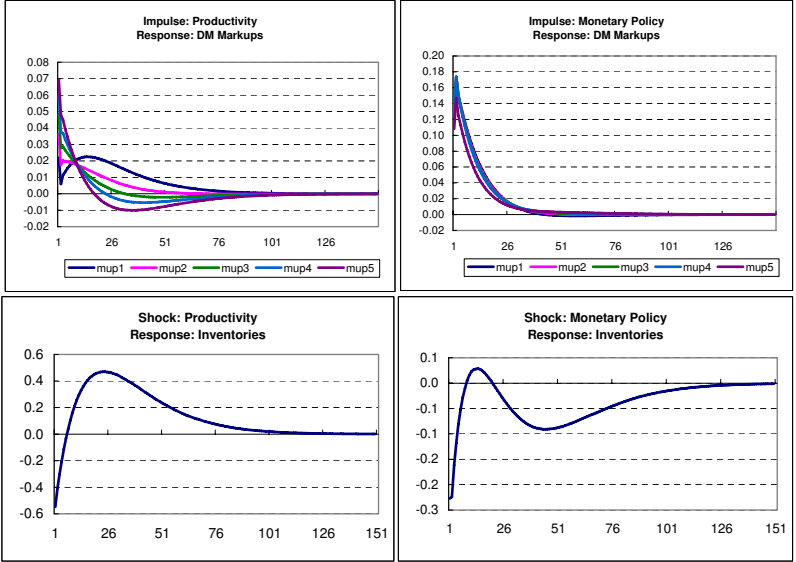 Impulse: Productivity
Response: DM Markups
0.08
0.07
0.06
0.05
0.04
0.03
0.02
0.01
0.00
-0.01
-0.02
1 26 51 76 101 126
mup1 mup2 mup3 mup4 mup5
Impulse: Monetary Policy
Response: DM Markups
0.20
0.18
0.16
0.14
0.12
0.10
0.08
0.06
0.04
0.02
0.00
-0.02
1 26 51 76 101 126
mup1 mup2 mup3 mup4 mup5
Shock: Productivity
Response: Inventories
0.6
0.4
0.2
0.0
-0.2
-0.4
-0.6
1 26 51 76 101 126 151
Shock: Monetary Policy
Response: Inventories
0.1
0.0
-0.1
-0.1
-0.2
-0.2
-0.3
1 26 51 76 101 126 151